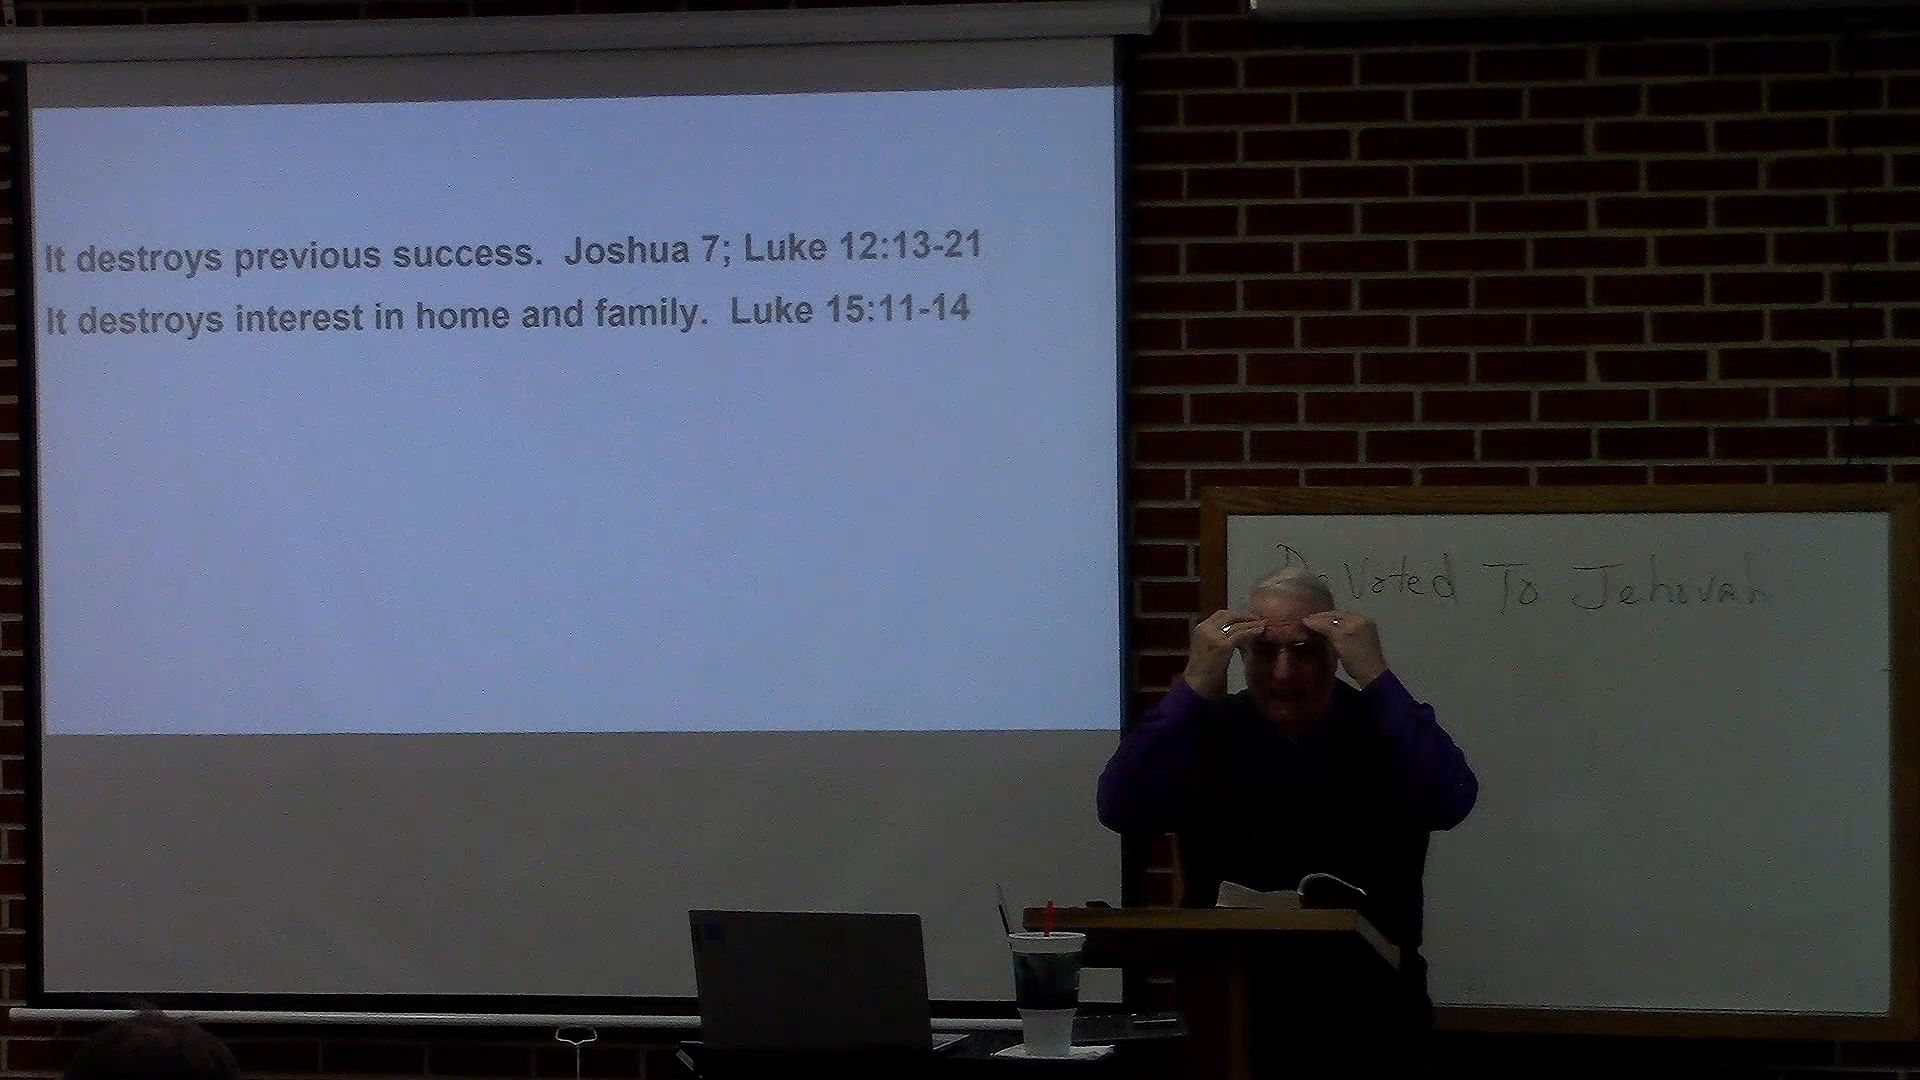 It destroys previous success.  Joshua 7; Luke 12:13-21
It destroys interest in home and family.  Luke 15:11-14
Devoted To Jehovah